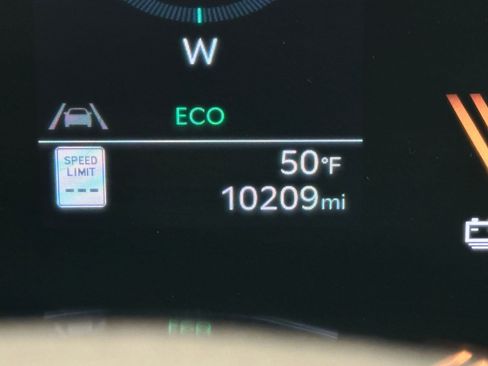 W
ECO
SPEED
LIMIT
---
50°F
10209mi